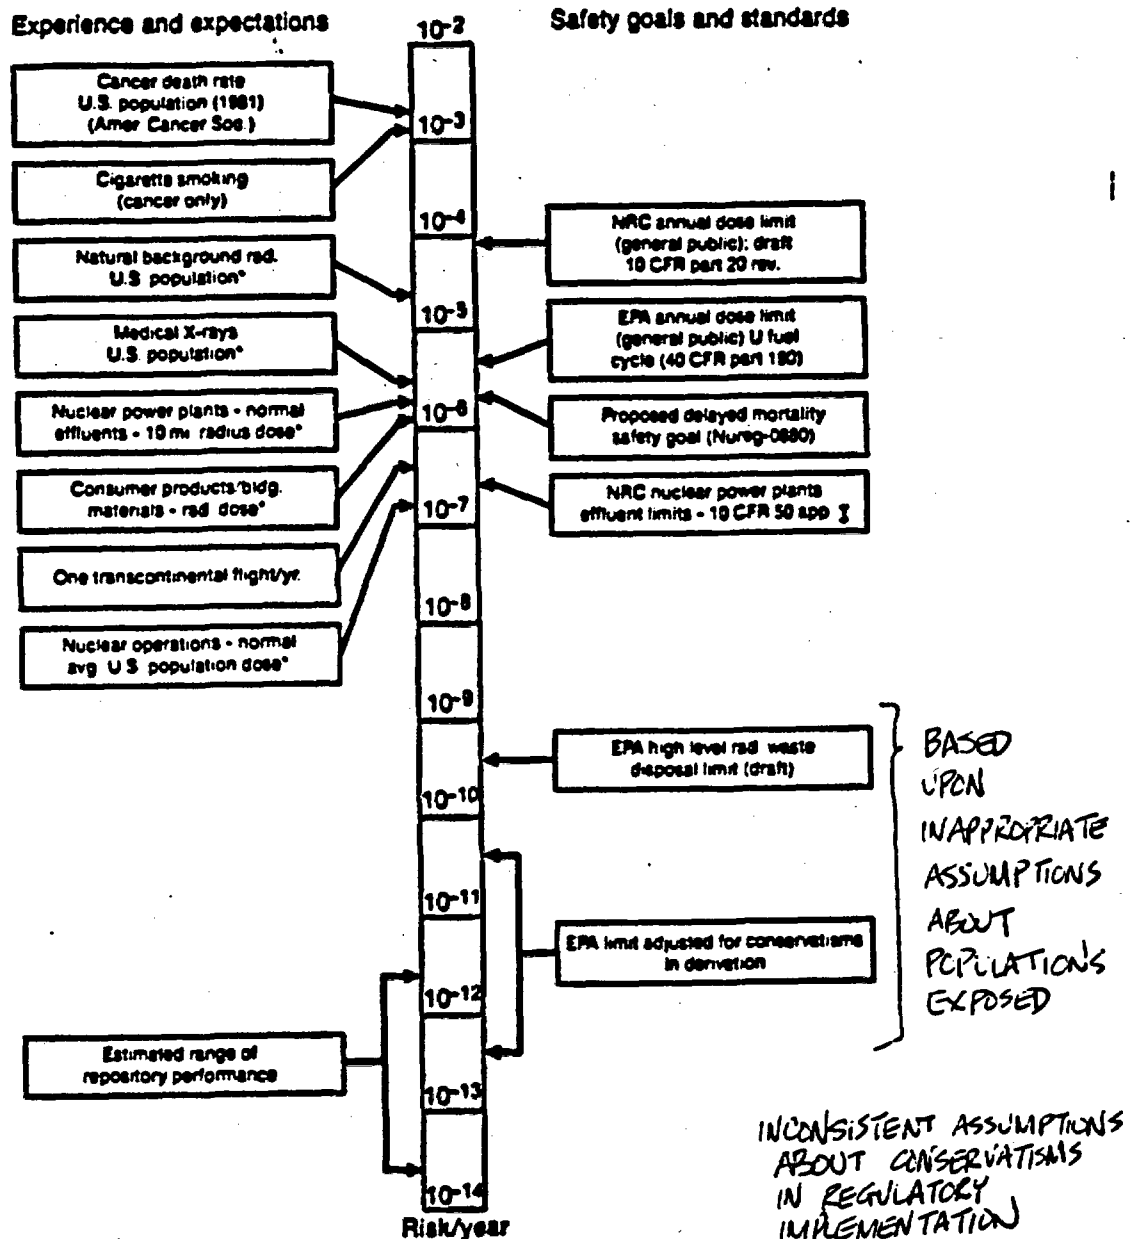 Experience and expectations
Cancer death rate
U.S. population (1981)
(Amer Cancer Soc.)
Cigarette smoking
(cancer only)
Natural background rad.
U.S. population*
Medical X-rays
U.S. population*
Nuclear power plants - normal
effluents - 10 mi radius dose*
Consumer products/bldg.
materials - rad dose*
One transcontinental flight/yr.
Nuclear operations - normal
avg U S population dose*
Estimated range of
repository performance
10-2
10-3
10-4
10-5
10-6
10-7
10-8
10-9
10-10
10-11
10-12
10-13
10-14
Risk/year
Safety goals and standards
NRC annual dose limit
(general public): draft
10 CFR part 20 rev.
EPA annual dose limit
(general public) U fuel
cycle (40 CFR part 190)
Proposed delayed mortality
safety goal (Nureg-0880)
NRC nuclear power plants
effluent limits - 10 CFR 50 app I
EPA high level rad waste
disposal limit (draft)
EPA limit adjusted for conservatisms
in derivation
BASED
UPON
INAPPROPRIATE
ASSUMPTIONS
ABOUT
POPULATIONS
EXPOSED
INCONSISTENT ASSUMPTIONS
ABOUT CONSERVATISMS
IN REGULATORY
IMPLEMENTATION